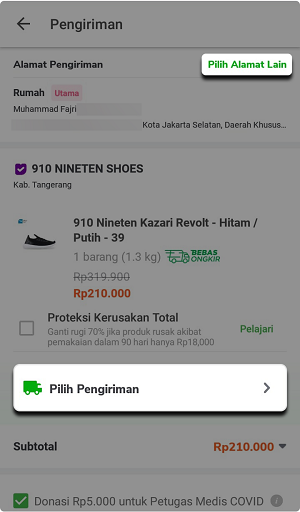 Pengiriman
Alamat Pengiriman
Pilih Alamat Lain
Rumah Utama
Muhammad Fajri
Kota Jakarta Selatan, Daerah Khusus...
910 NINETEN SHOES
Kab. Tangerang
910 Nineten Kazari Revolt - Hitam /
Putih - 39
1 barang (1.3 kg) BEBAS
ONGKIR
Rp319.900
Rp210.000
Proteksi Kerusakan Total
Ganti rugi 70% jika produk rusak akibat
pemakaian dalam 90 hari hanya Rp18,000
Pelajari
Pilih Pengiriman
Subtotal
Rp210.000
Donasi Rp5.000 untuk Petugas Medis COVID